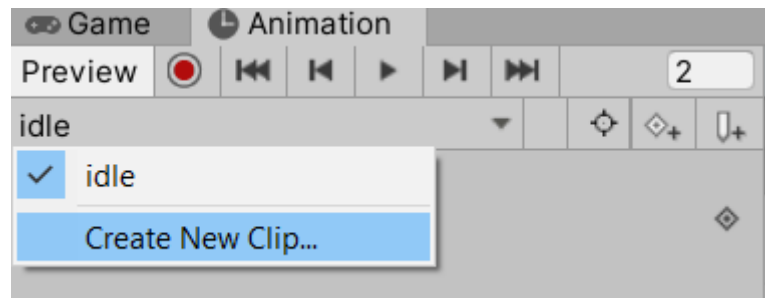 Game Animation
Preview 2
idle
idle
Create New Clip...